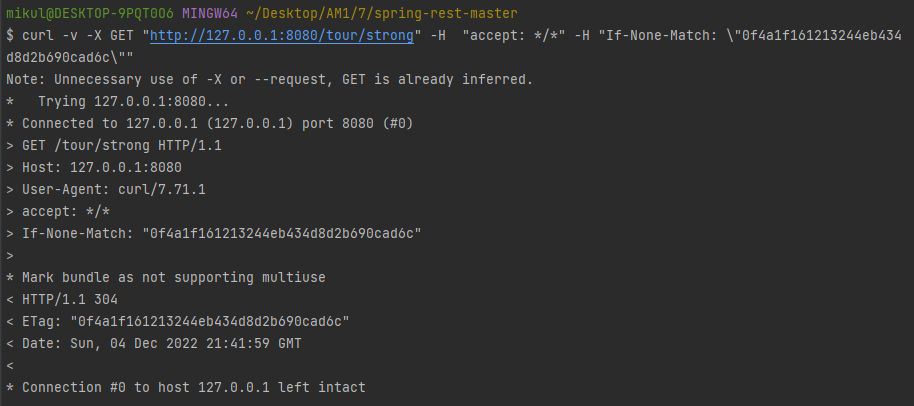 mikul@DESKTOP-9PQT0O6 MINGW64 ~/Desktop/AM1/7/spring-rest-master
$ curl -v -X GET "http://127.0.0.1:8080/tour/strong" -H  "accept: */*" -H "If-None-Match: \"0f4a1f161213244eb434
d8d2b690cad6c\""
Note: Unnecessary use of -X or --request, GET is already inferred.
*   Trying 127.0.0.1:8080...
* Connected to 127.0.0.1 (127.0.0.1) port 8080 (#0)
> GET /tour/strong HTTP/1.1
> Host: 127.0.0.1:8080
> User-Agent: curl/7.71.1
> accept: */*
> If-None-Match: "0f4a1f161213244eb434d8d2b690cad6c"
>
* Mark bundle as not supporting multiuse
< HTTP/1.1 304
< ETag: "0f4a1f161213244eb434d8d2b690cad6c"
< Date: Sun, 04 Dec 2022 21:41:59 GMT
<
* Connection #0 to host 127.0.0.1 left intact